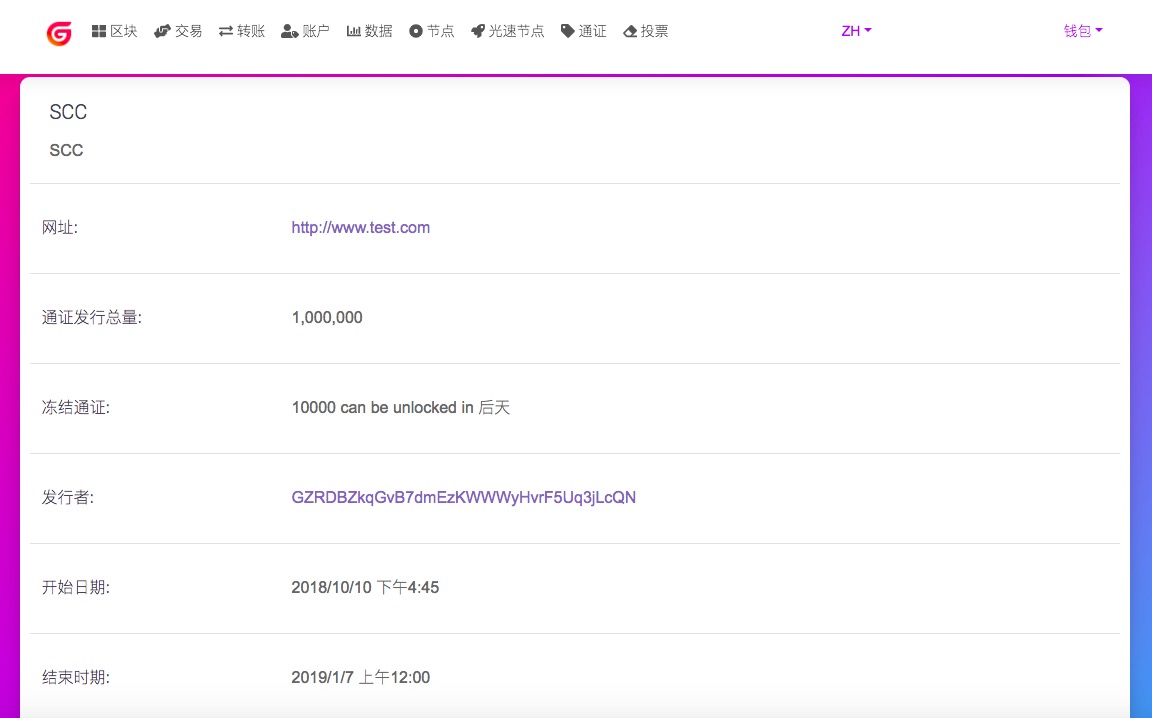 区块 交易 转账 账户 数据 节点 光速节点 通证 投票 ZH 钱包
SCC
SCC
网址: http://www.test.com
通证发行总量: 1,000,000
冻结通证: 10000 can be unlocked in 后天
发行者: GZRDBZkqGvB7dmEzKWWWyHvrF5Uq3jLcQN
开始日期: 2018/10/10 下午4:45
结束时期: 2019/1/7 上午12:00